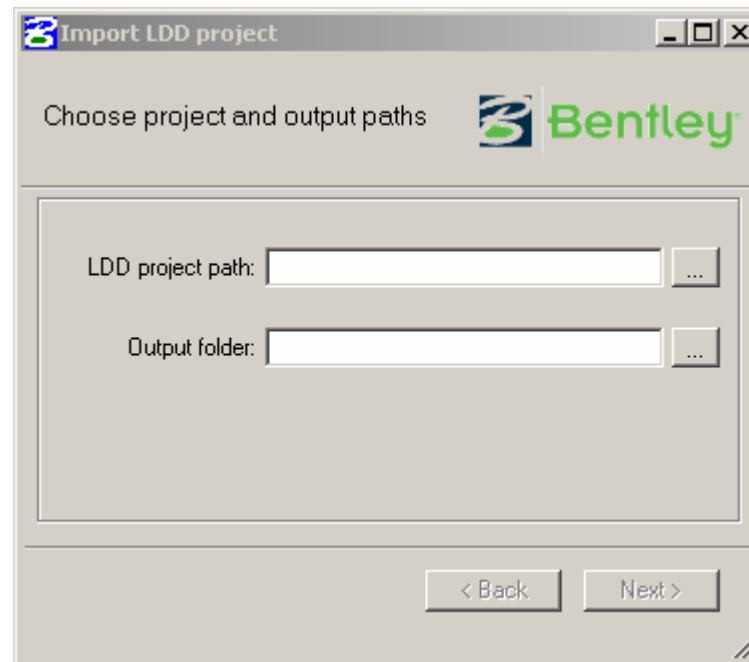 Import LDD project
Choose project and output paths
Bentley
LDD project path:
...
Output folder:
...
< Back
Next >